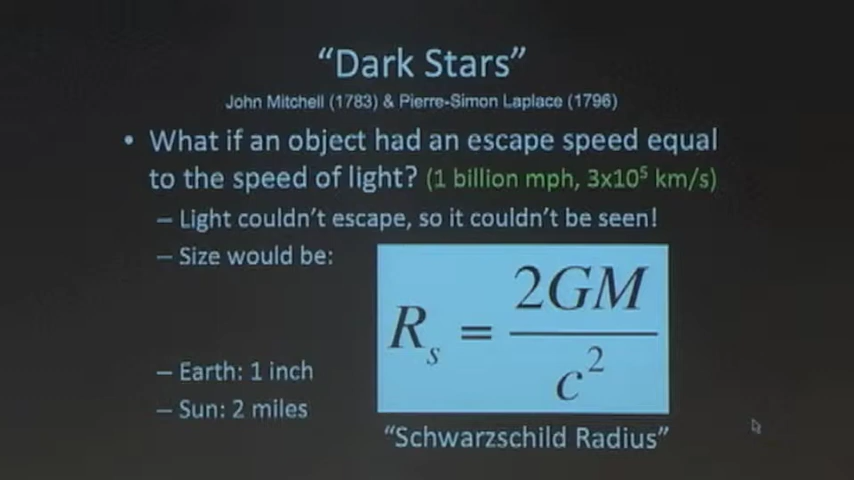 “Dark Stars”
John Mitchell (1783) & Pierre-Simon Laplace (1796)
• What if an object had an escape speed equal
to the speed of light? (1 billion mph, 3x10⁵ km/s)
– Light couldn’t escape, so it couldn’t be seen!
– Size would be:
Rₛ = 2GM / c²
– Earth: 1 inch
– Sun: 2 miles
“Schwarzschild Radius”